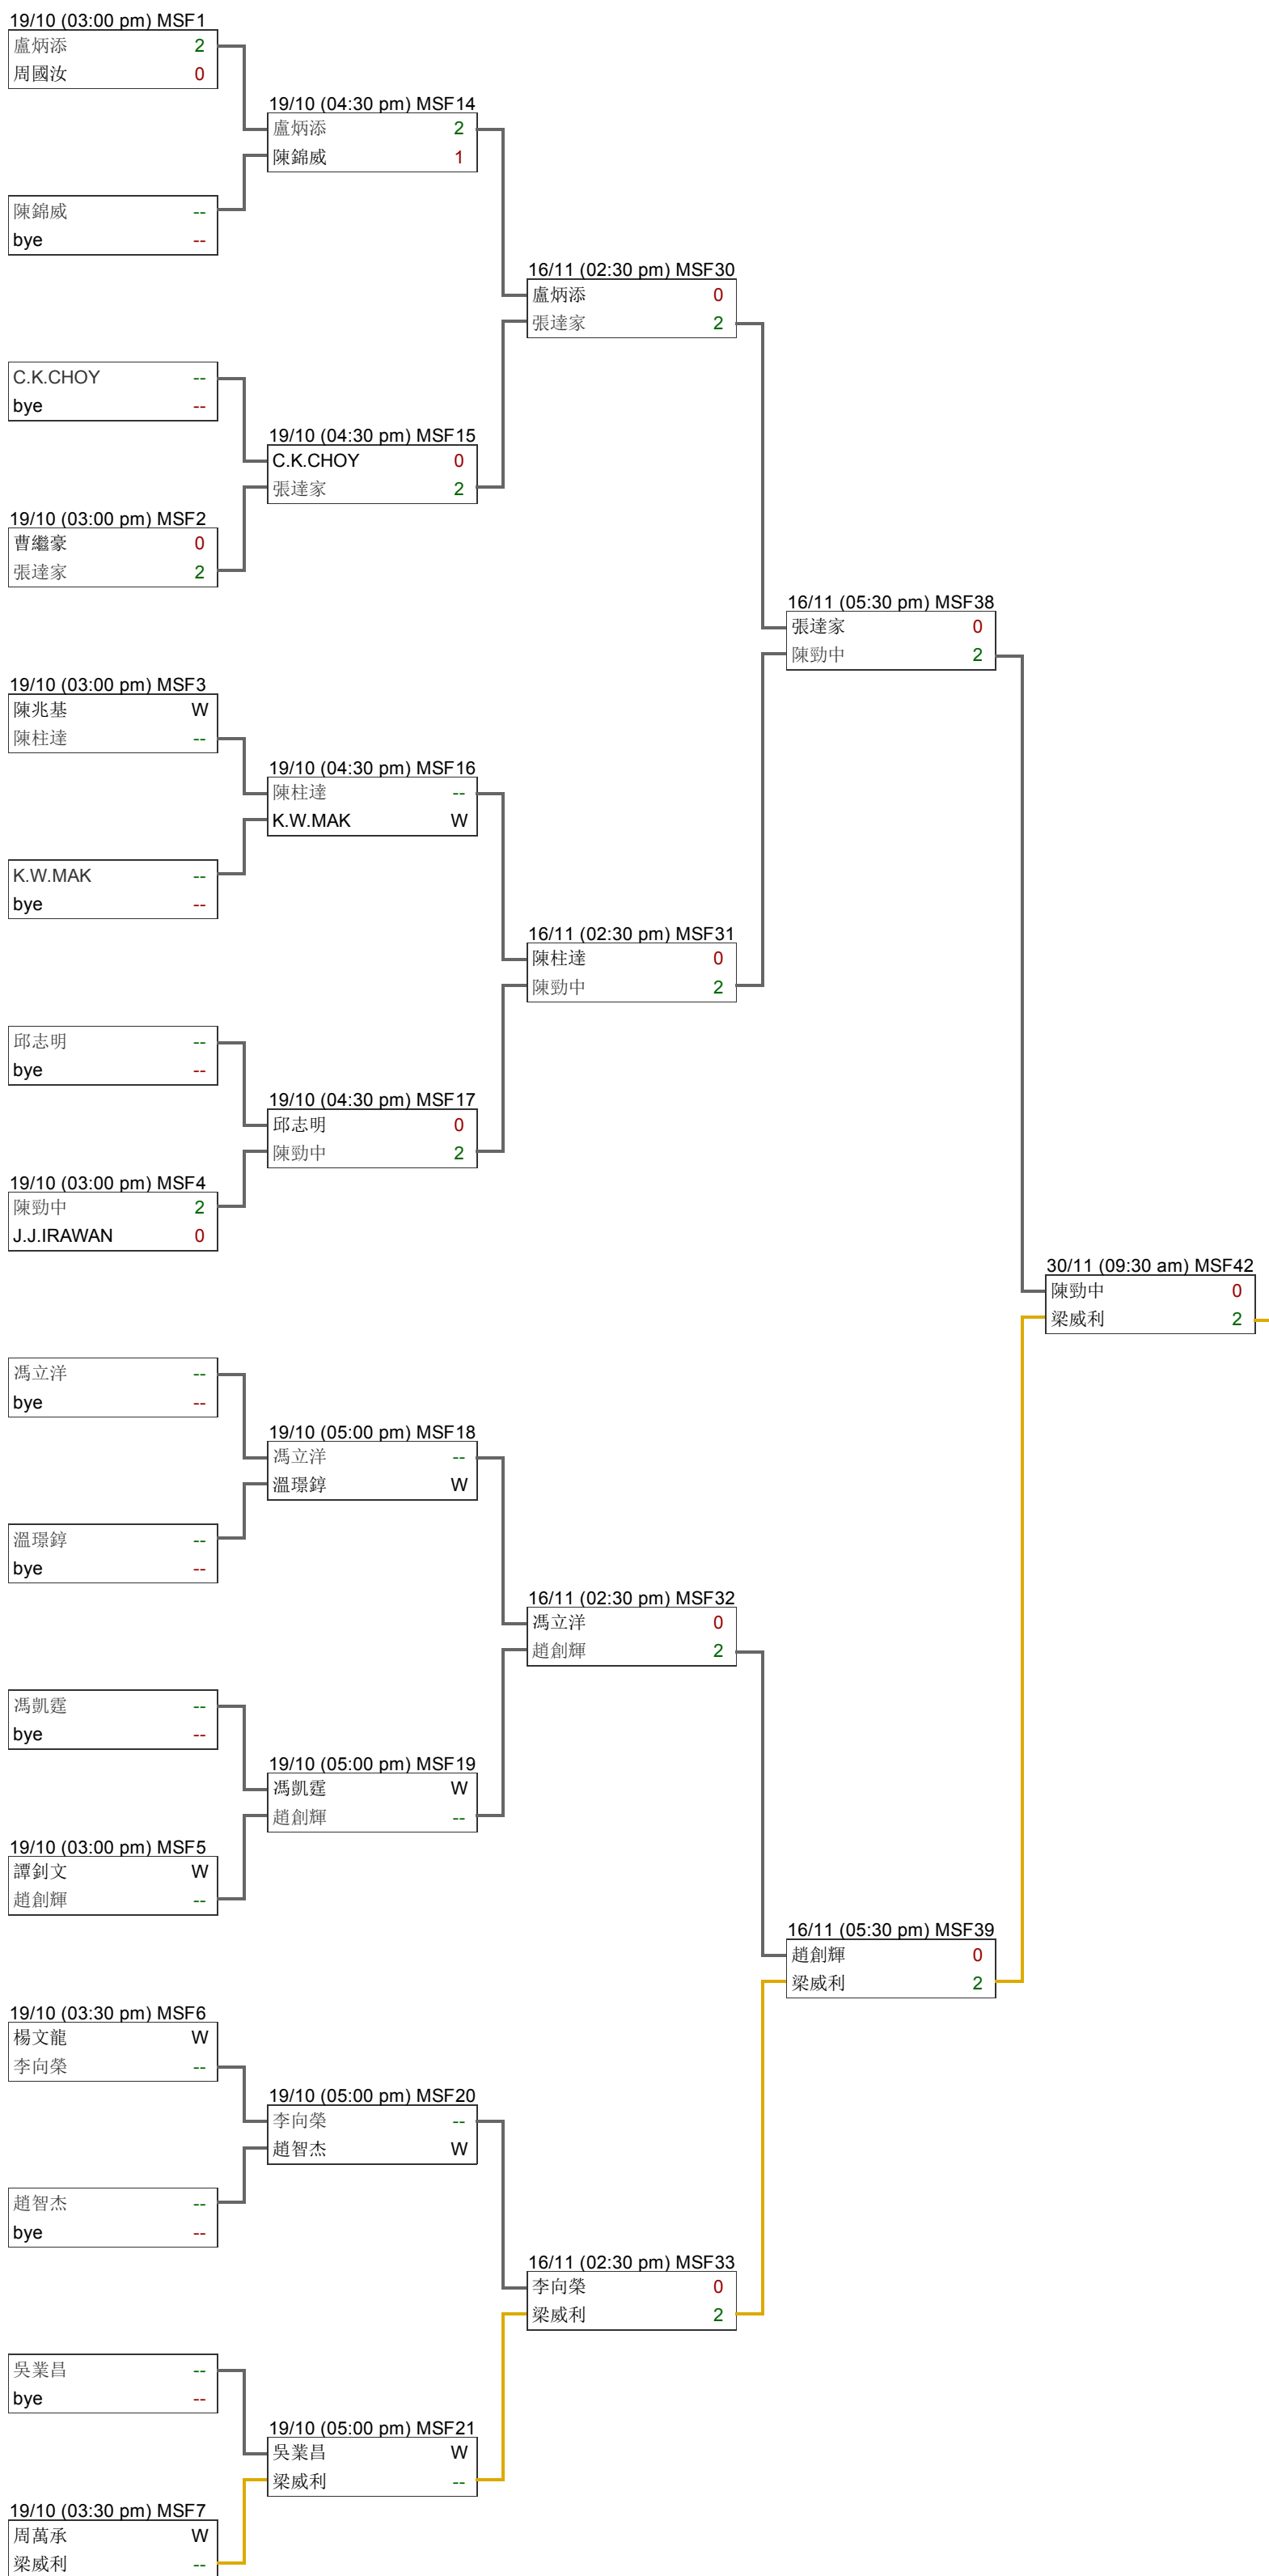 19/10 (03:00 pm) MSF1
盧炳添 2
周國汝 0
19/10 (04:30 pm) MSF14
盧炳添 2
陳錦威 1
陳錦威 --
bye --
16/11 (02:30 pm) MSF30
盧炳添 0
張達家 2
C.K.CHOY --
bye --
19/10 (04:30 pm) MSF15
C.K.CHOY 0
張達家 2
19/10 (03:00 pm) MSF2
曹繼豪 0
張達家 2
16/11 (05:30 pm) MSF38
張達家 0
陳勁中 2
19/10 (03:00 pm) MSF3
陳兆基 W
陳柱達 --
19/10 (04:30 pm) MSF16
陳柱達 --
K.W.MAK W
K.W.MAK --
bye --
16/11 (02:30 pm) MSF31
陳柱達 0
陳勁中 2
邱志明 --
bye --
19/10 (04:30 pm) MSF17
邱志明 0
陳勁中 2
19/10 (03:00 pm) MSF4
陳勁中 2
J.J.IRAWAN 0
30/11 (09:30 am) MSF42
陳勁中 0
梁威利 2
馮立洋 --
bye --
19/10 (05:00 pm) MSF18
馮立洋 --
溫璟錞 W
溫璟錞 --
bye --
16/11 (02:30 pm) MSF32
馮立洋 0
趙創輝 2
馮凱霆 --
bye --
19/10 (05:00 pm) MSF19
馮凱霆 W
趙創輝 --
19/10 (03:00 pm) MSF5
譚釗文 W
趙創輝 --
16/11 (05:30 pm) MSF39
趙創輝 0
梁威利 2
19/10 (03:30 pm) MSF6
楊文龍 W
李向榮 --
19/10 (05:00 pm) MSF20
李向榮 --
趙智杰 W
趙智杰 --
bye --
16/11 (02:30 pm) MSF33
李向榮 0
梁威利 2
吳業昌 --
bye --
19/10 (05:00 pm) MSF21
吳業昌 W
梁威利 --
19/10 (03:30 pm) MSF7
周萬承 W
梁威利 --